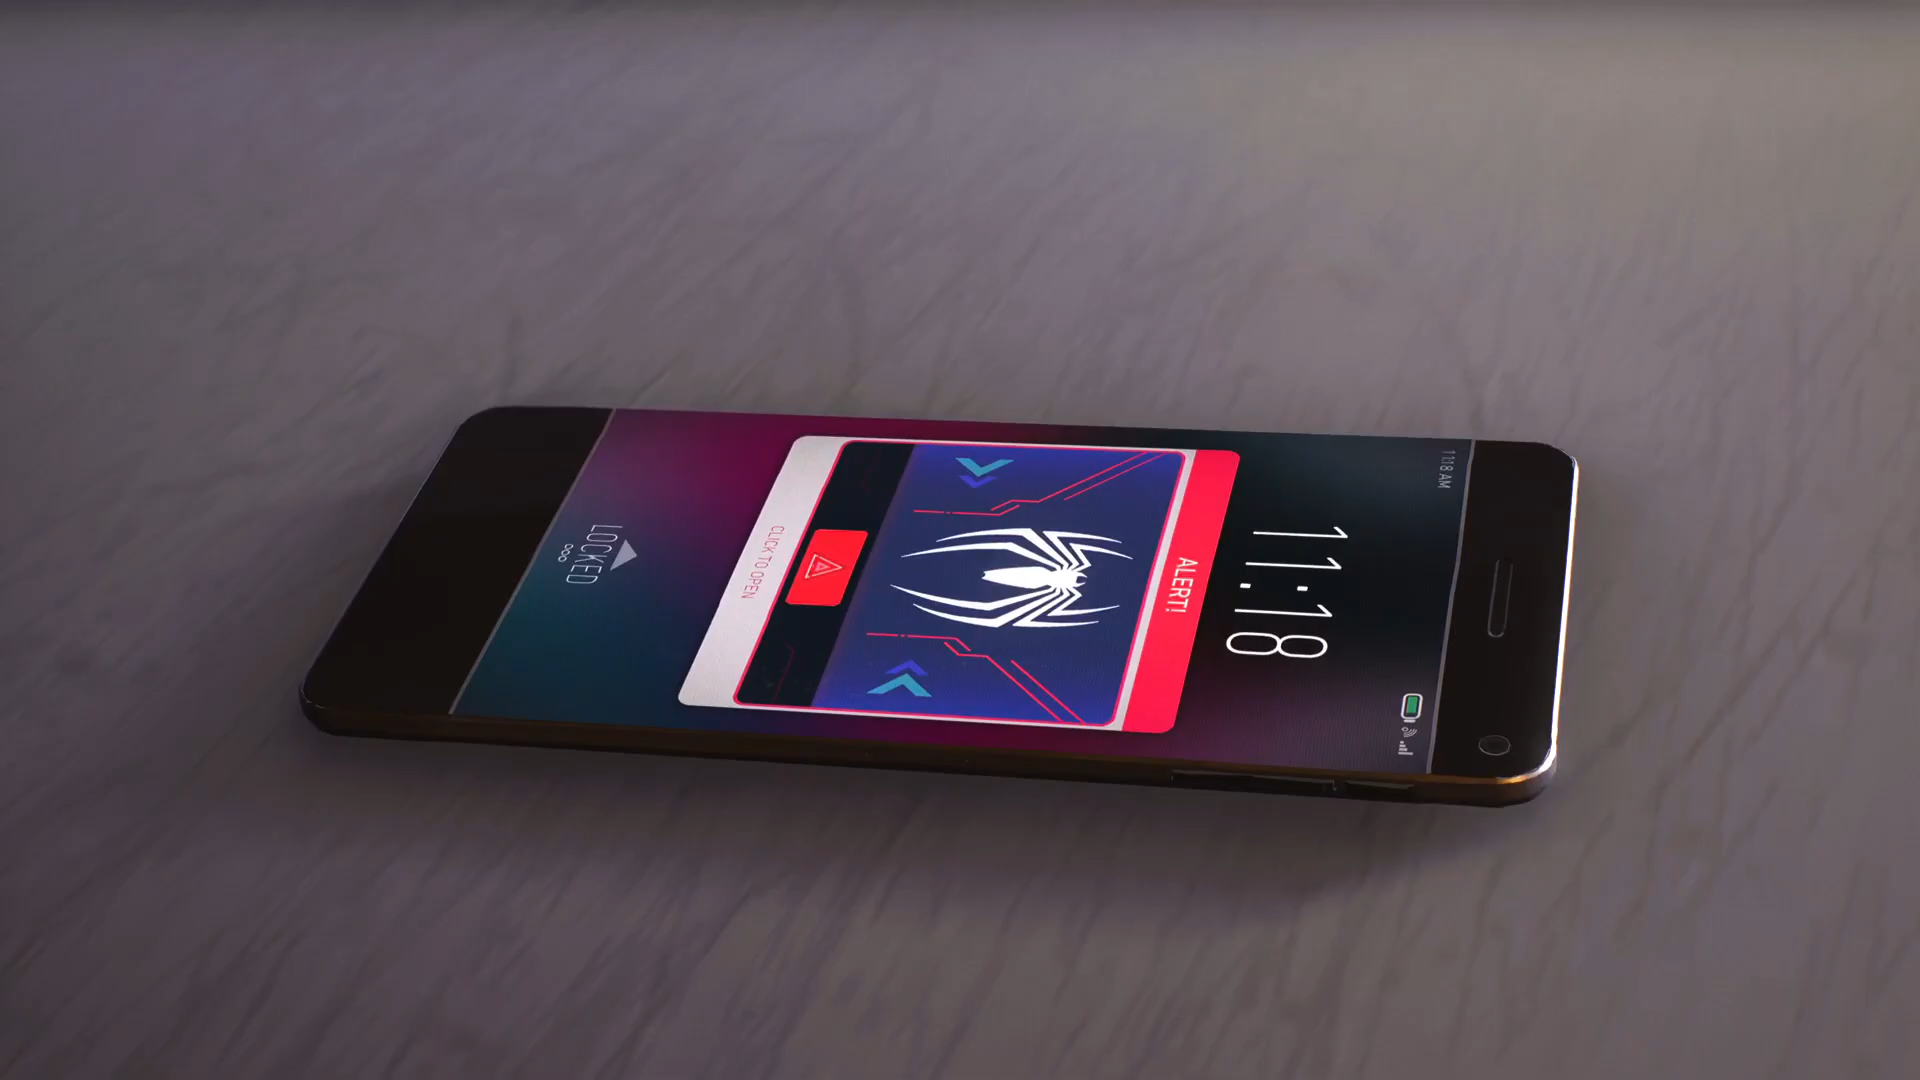 11:18 AM
11:18
ALERT!
CLICK TO OPEN
LOCKED